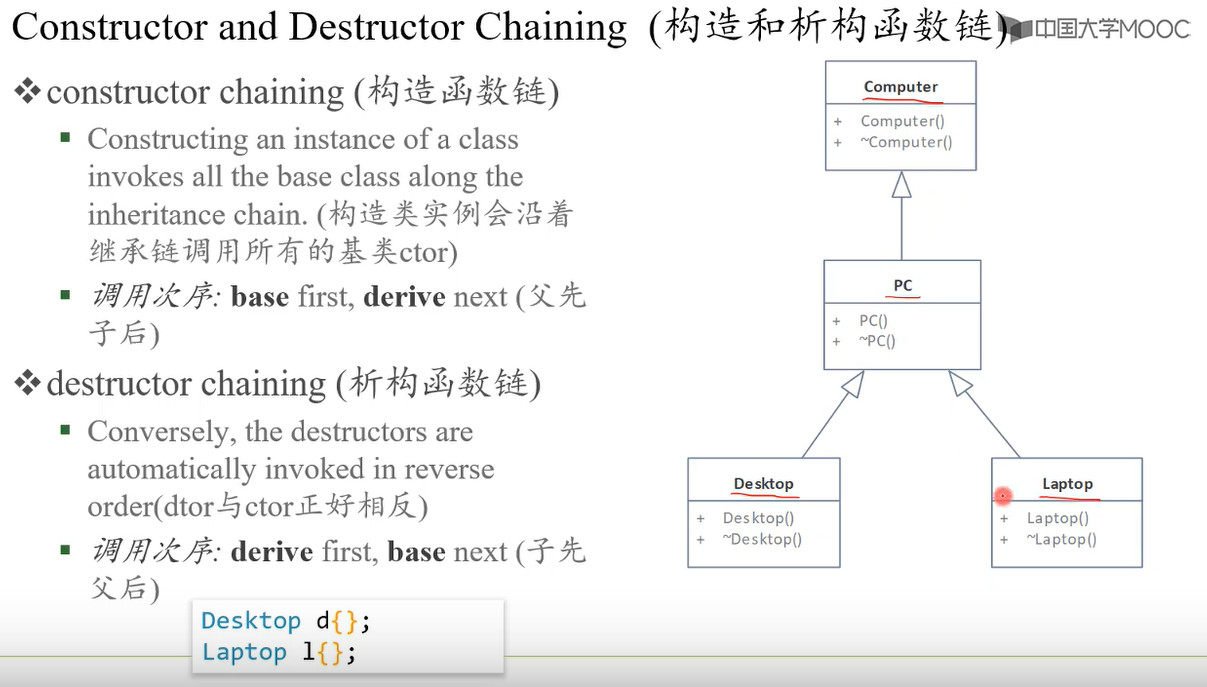 Constructor and Destructor Chaining (构造和析构函数链)
中国大学MOOC
❖constructor chaining (构造函数链)
▪ Constructing an instance of a class
invokes all the base class along the
inheritance chain. (构造类实例会沿着
继承链调用所有的基类ctor)
▪ 调用次序: base first, derive next (父先
子后)
❖destructor chaining (析构函数链)
▪ Conversely, the destructors are
automatically invoked in reverse
order(dtor与ctor正好相反)
▪ 调用次序: derive first, base next (子先
父后)
Desktop d{};
Laptop l{};
Computer
+ Computer()
+ ~Computer()
PC
+ PC()
+ ~PC()
Desktop
+ Desktop()
+ ~Desktop()
Laptop
+ Laptop()
+ ~Laptop()